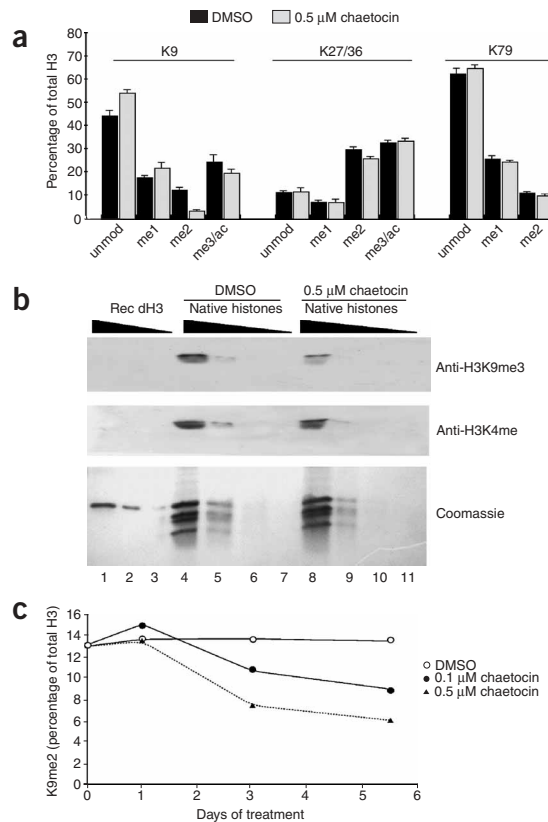 DMSO 0.5 μM chaetocin
a
K9 K27/36 K79
Percentage of total H3
70
60
50
40
30
20
10
0
unmod me1 me2 me3/ac unmod me1 me2 me3/ac unmod me1 me2
b
DMSO 0.5 μM chaetocin
Rec dH3 Native histones Native histones
Anti-H3K9me3
Anti-H3K4me
Coomassie
1 2 3 4 5 6 7 8 9 10 11
c
K9me2 (percentage of total H3)
16
14
12
10
8
6
4
2
0
0 1 2 3 4 5 6
Days of treatment
DMSO
0.1 μM chaetocin
0.5 μM chaetocin